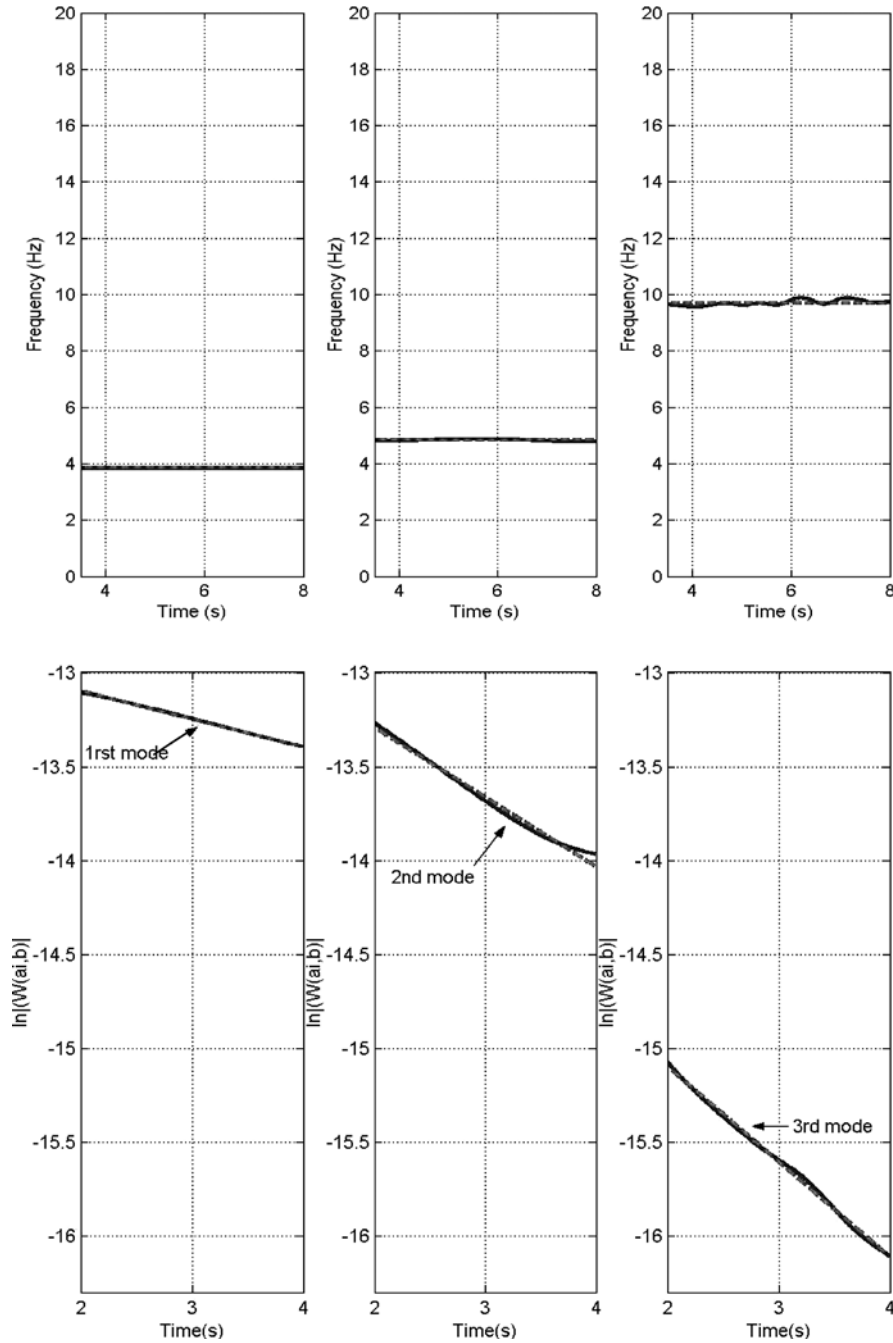 20
18
16
14
12
10
8
6
4
2
0
Frequency (Hz)
4 6 8
Time (s)
20
18
16
14
12
10
8
6
4
2
0
Frequency (Hz)
4 6 8
Time (s)
20
18
16
14
12
10
8
6
4
2
0
Frequency (Hz)
4 6 8
Time (s)
-13
-13.5
-14
-14.5
-15
-15.5
-16
ln|(W(ai,b)|
1rst mode
2 3 4
Time(s)
-13
-13.5
-14
-14.5
-15
-15.5
-16
ln|(W(ai,b)|
2nd mode
2 3 4
Time(s)
-13
-13.5
-14
-14.5
-15
-15.5
-16
ln|(W(ai,b)|
3rd mode
2 3 4
Time(s)